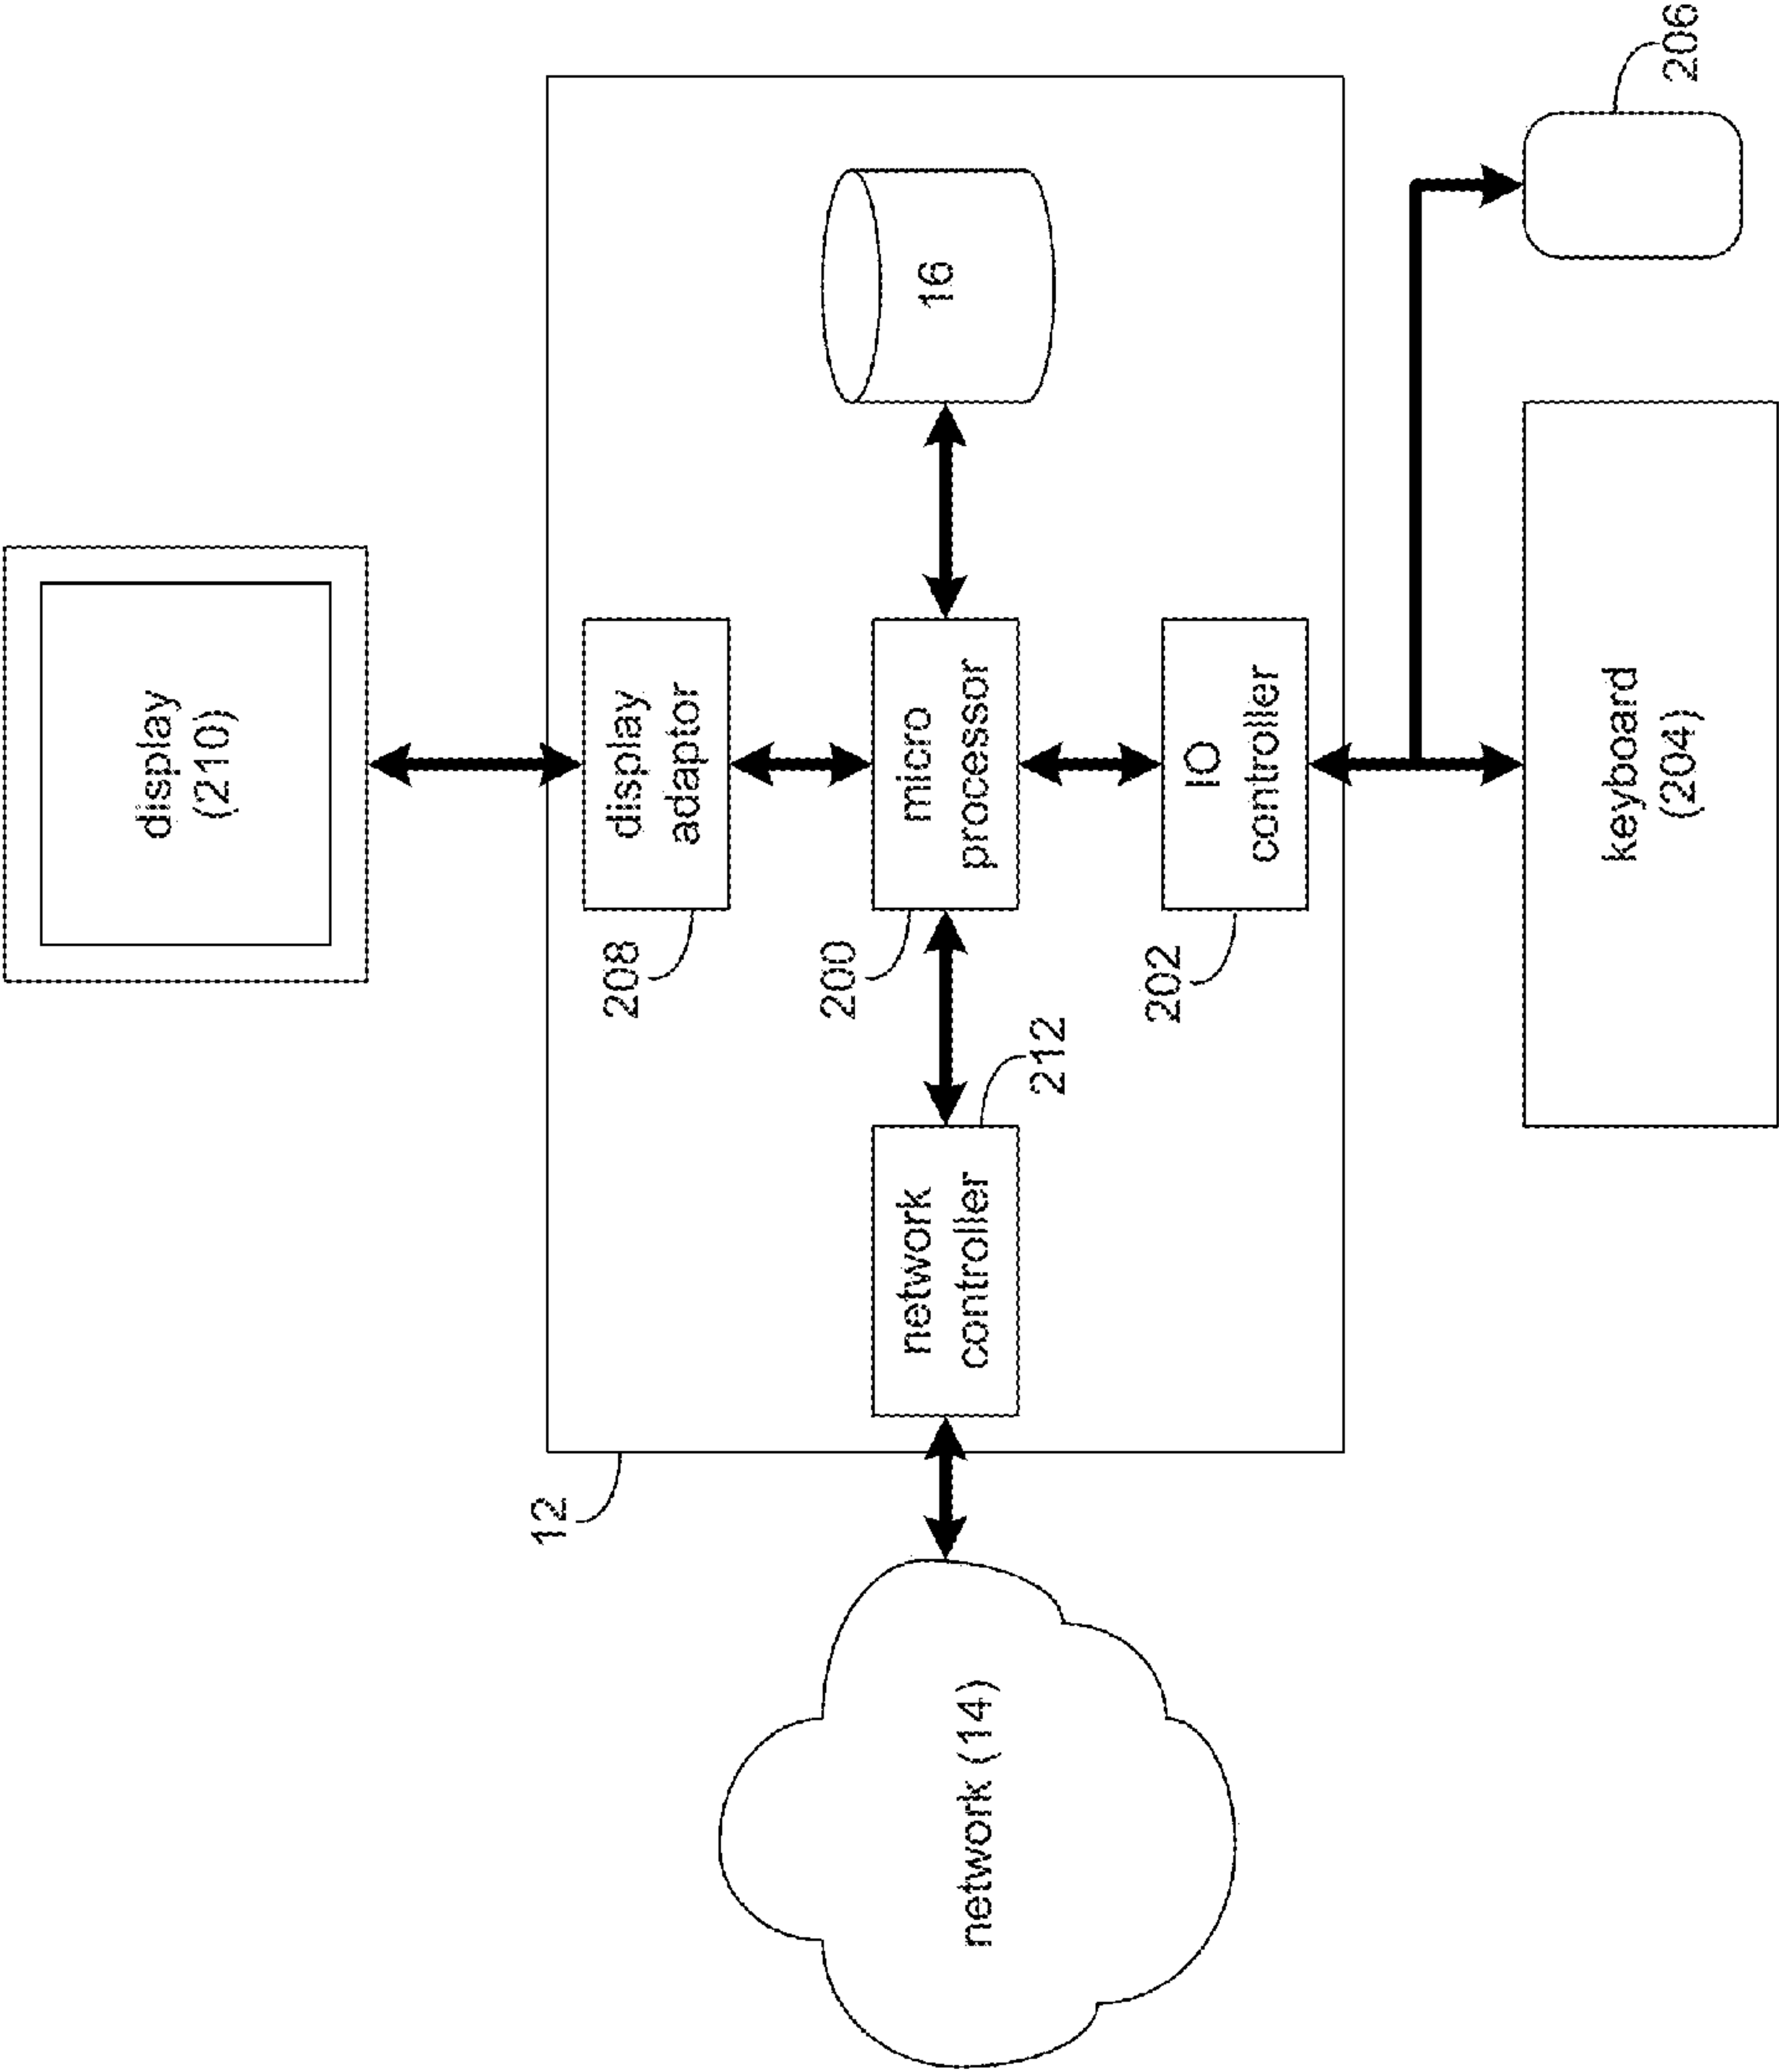 display
(210)
display
adaptor
208
micro
processor
200
16
IO
controller
202
network
controller
212
12
network (14)
keyboard
(204)
206